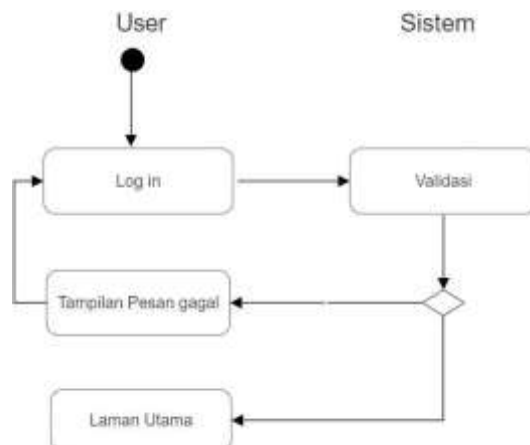 User
Sistem
Log in
Validasi
Tampilan Pesan gagal
Laman Utama